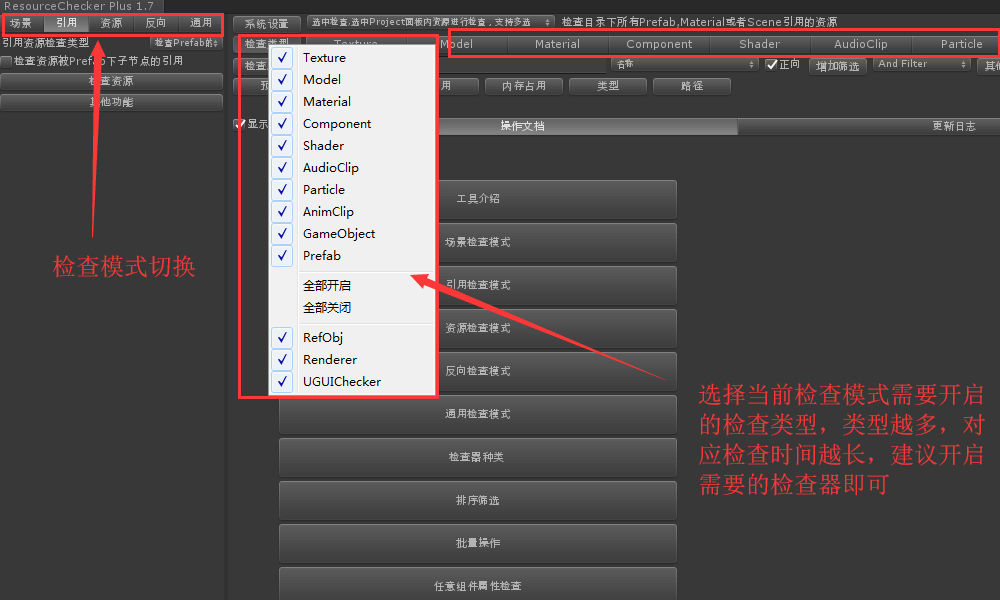 ResourceChecker Plus 1.7
场景 引用 资源 反向 通用
引用资源检查类型 检查Prefab的
检查资源被Prefab下子节点的引用
检查资源
其他功能
检查模式切换
系统设置 选中检查,选中Project面板内资源进行检查，支持多选 检查目录下所有Prefab,Material或者Scene引用的资源
检查类型 Texture Model Material Component Shader AudioClip Particle
检查 名称 正向 增加筛选 And Filter 其他
用 内存占用 类型 路径
显示 操作文档 更新日志
Texture
Model
Material
Component
Shader
AudioClip
Particle
AnimClip
GameObject
Prefab
全部开启
全部关闭
RefObj
Renderer
UGUIChecker
工具介绍
场景检查模式
引用检查模式
资源检查模式
反向检查模式
通用检查模式
检查器种类
排序筛选
批量操作
任意组件属性检查
选择当前检查模式需要开启
的检查类型，类型越多，对
应检查时间越长，建议开启
需要的检查器即可